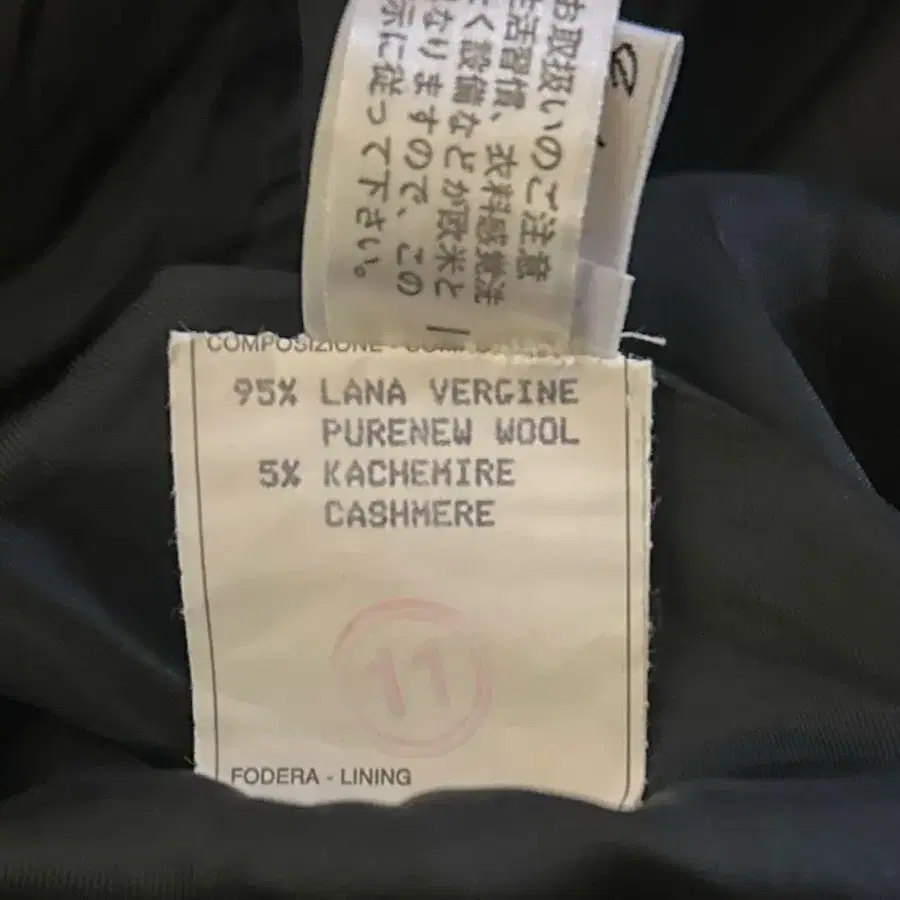 お取扱いのご注意
生活習慣、衣料感覚、法
く設備などが欧米と
なりますので、この
示に従って下さい。
COMPOSIZIONE -
95% LANA VERGINE
PURENEW WOOL
5% KACHEMIRE
CASHMERE
11
FODERA - LINING